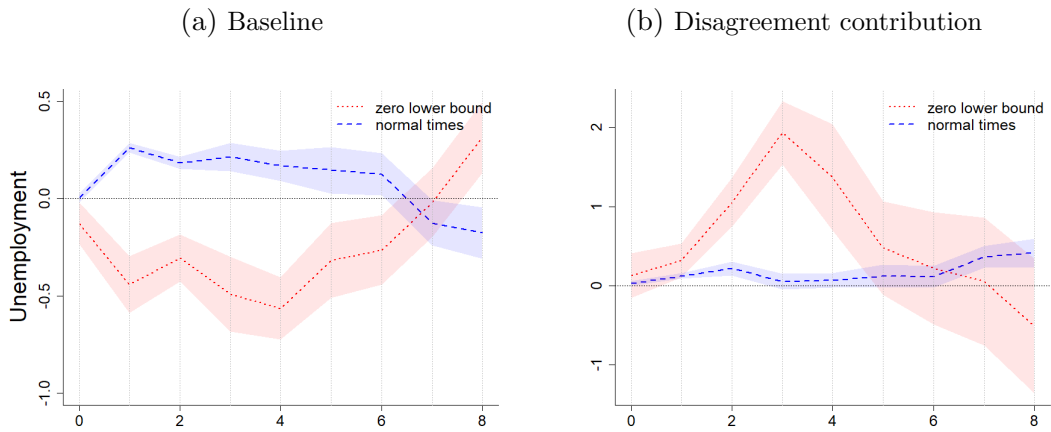 (a) Baseline
zero lower bound
normal times
Unemployment
0.5
0.0
-0.5
-1.0
0 2 4 6 8
(b) Disagreement contribution
zero lower bound
normal times
2
1
0
-1
0 2 4 6 8